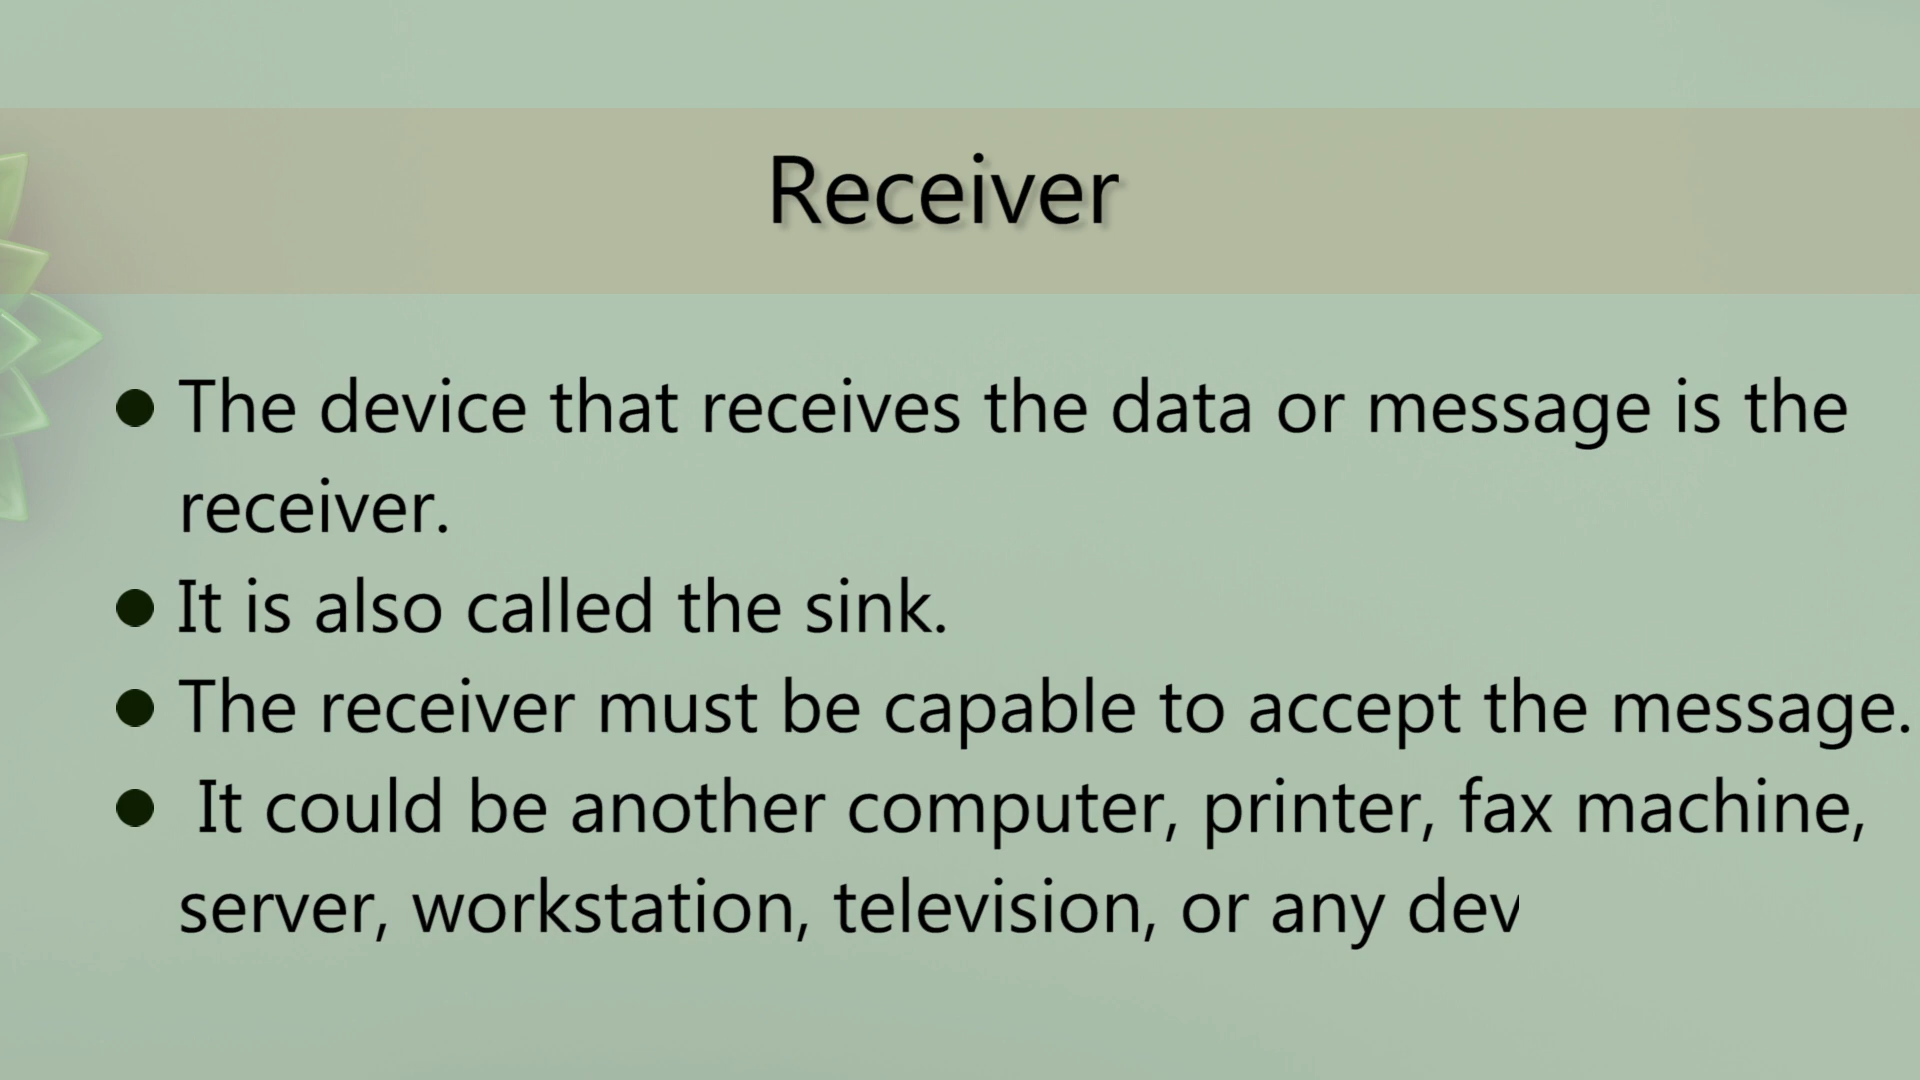 Receiver
● The device that receives the data or message is the
receiver.
● It is also called the sink.
● The receiver must be capable to accept the message.
● It could be another computer, printer, fax machine,
server, workstation, television, or any dev